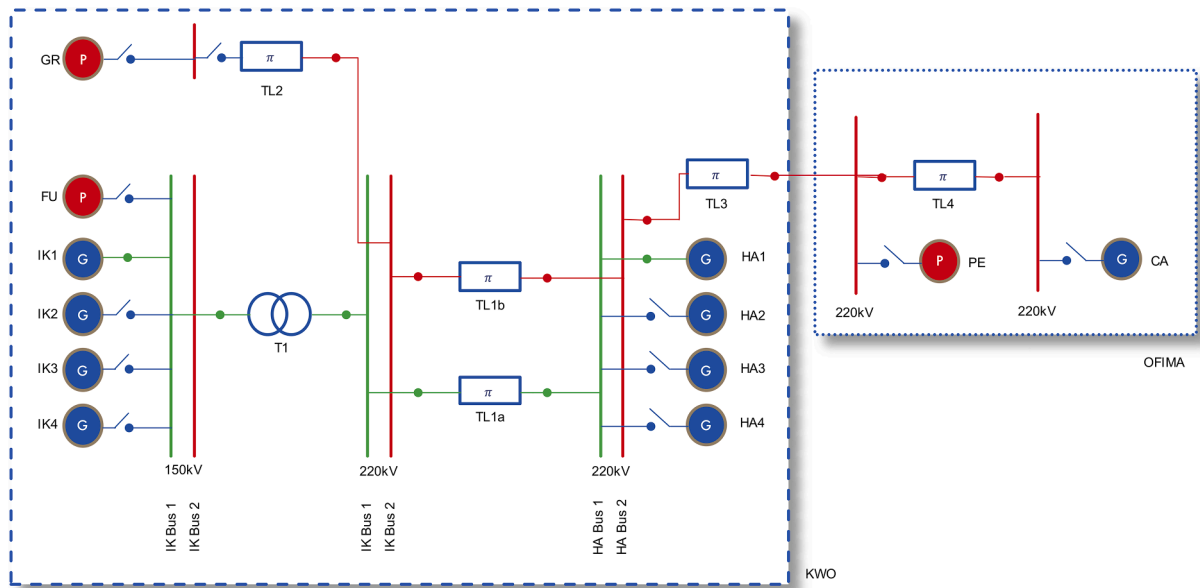 GR
P
π
TL2
FU
P
IK1
G
IK2
G
IK3
G
IK4
G
T1
π
TL1b
π
TL1a
π
TL3
G
HA1
G
HA2
G
HA3
G
HA4
150kV
220kV
220kV
IK Bus 1
IK Bus 2
IK Bus 1
IK Bus 2
HA Bus 1
HA Bus 2
KWO
π
TL4
P
PE
G
CA
220kV
220kV
OFIMA